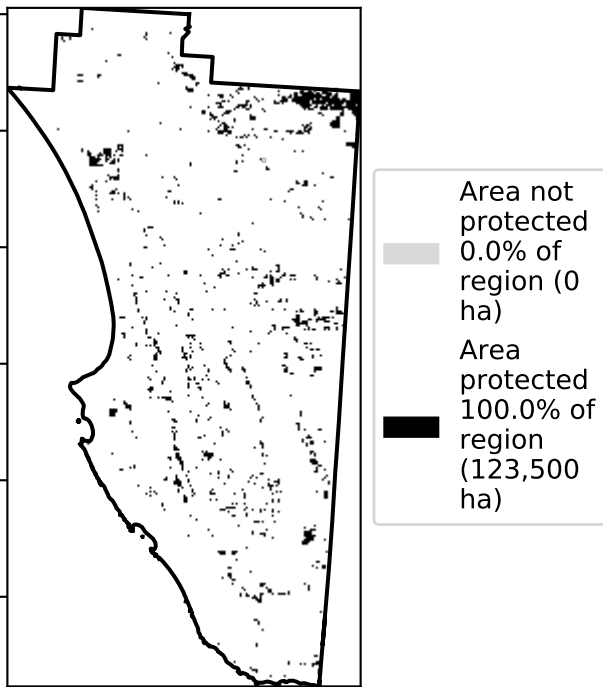 Area not
protected
0.0% of
region (0
ha)
Area
protected
100.0% of
region
(123,500
ha)